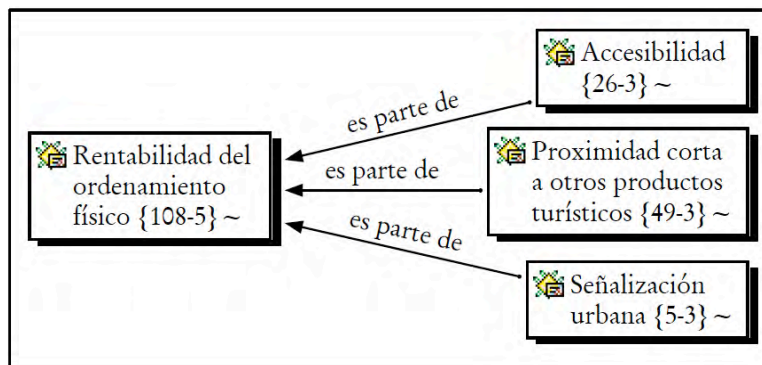 Accesibilidad
{26-3} ~
es parte de
Rentabilidad del
ordenamiento
físico {108-5} ~
es parte de
Proximidad corta
a otros productos
turísticos {49-3} ~
es parte de
Señalización
urbana {5-3} ~